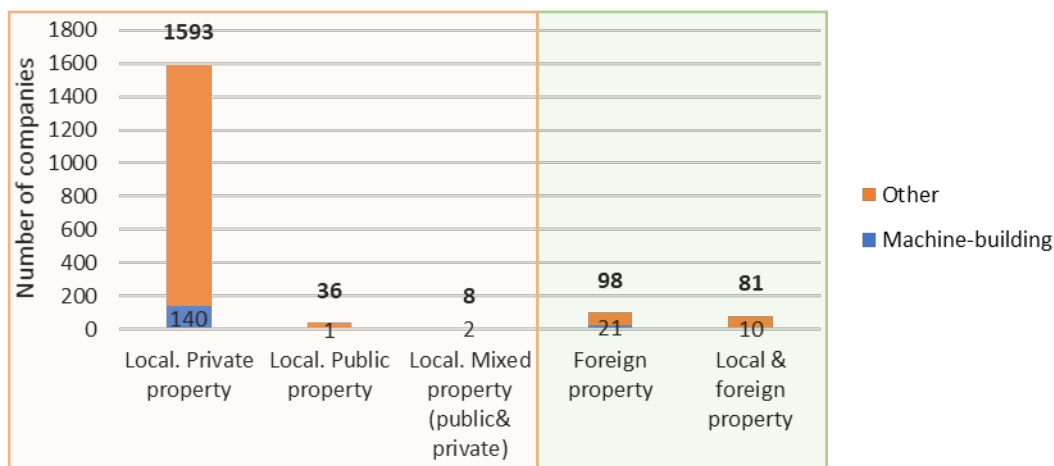 Number of companies
1800
1600
1400
1200
1000
800
600
400
200
0
1593
36
8
98
81
140
1
2
21
10
Local. Private
property
Local. Public
property
Local. Mixed
property
(public&
private)
Foreign
property
Local &
foreign
property
Other
Machine-building